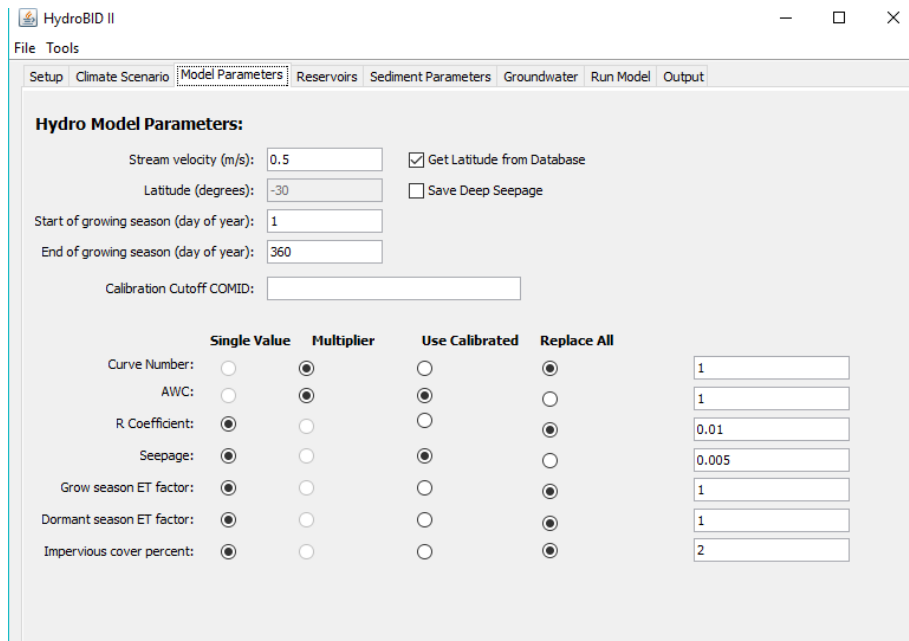 HydroBID II
File Tools
Setup Climate Scenario Model Parameters Reservoirs Sediment Parameters Groundwater Run Model Output
Hydro Model Parameters:
Stream velocity (m/s): 0.5 Get Latitude from Database
Latitude (degrees): -30 Save Deep Seepage
Start of growing season (day of year): 1
End of growing season (day of year): 360
Calibration Cutoff COMID:
Single Value Multiplier Use Calibrated Replace All
Curve Number: 1
AWC: 1
R Coefficient: 0.01
Seepage: 0.005
Grow season ET factor: 1
Dormant season ET factor: 1
Impervious cover percent: 2